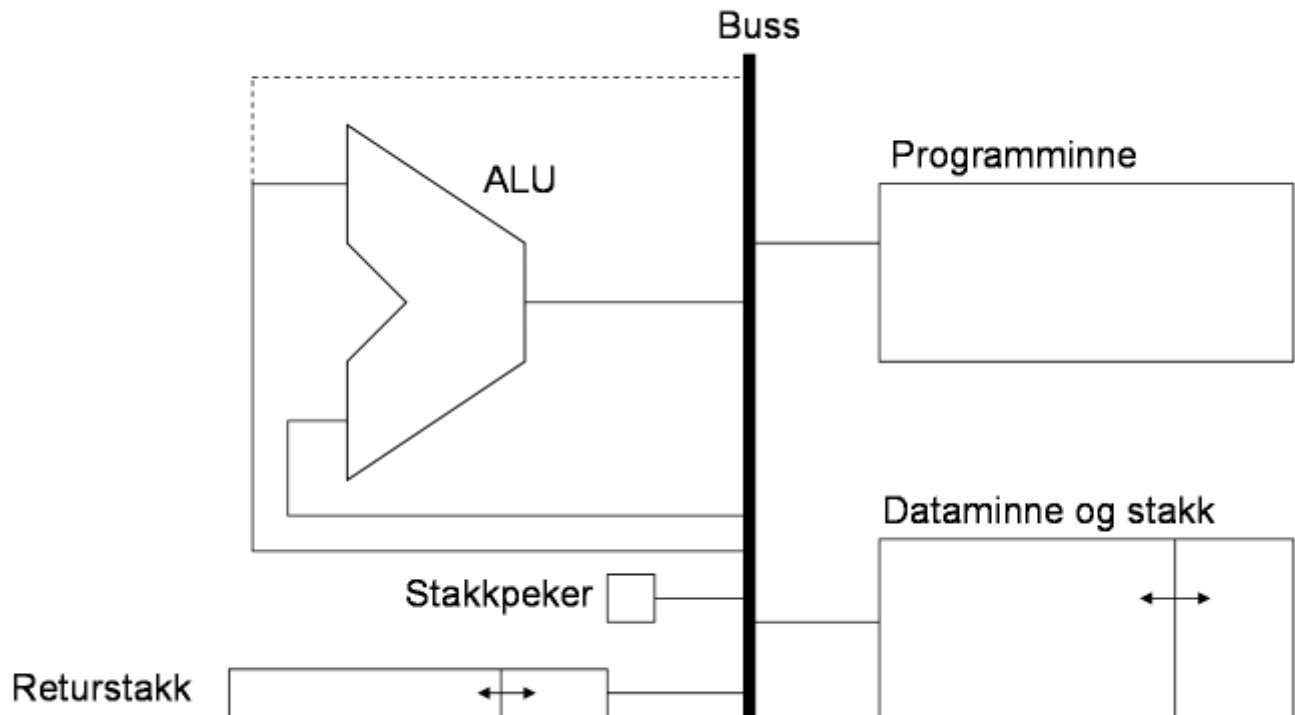 Buss
ALU
Programminne
Dataminne og stakk
Stakkpeker
Returstakk